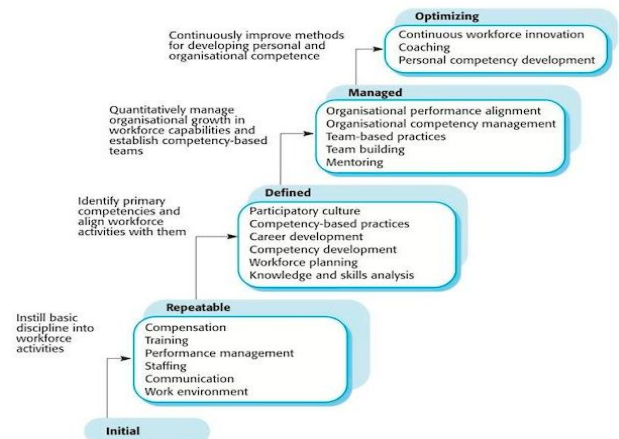 Optimizing
Continuously improve methods
for developing personal and
organisational competence
Continuous workforce innovation
Coaching
Personal competency development
Managed
Quantitatively manage
organisational growth in
workforce capabilities and
establish competency-based
teams
Organisational performance alignment
Organisational competency management
Team-based practices
Team building
Mentoring
Defined
Identify primary
competencies and
align workforce
activities with them
Participatory culture
Competency-based practices
Career development
Competency development
Workforce planning
Knowledge and skills analysis
Repeatable
Instill basic
discipline into
workforce
activities
Compensation
Training
Performance management
Staffing
Communication
Work environment
Initial